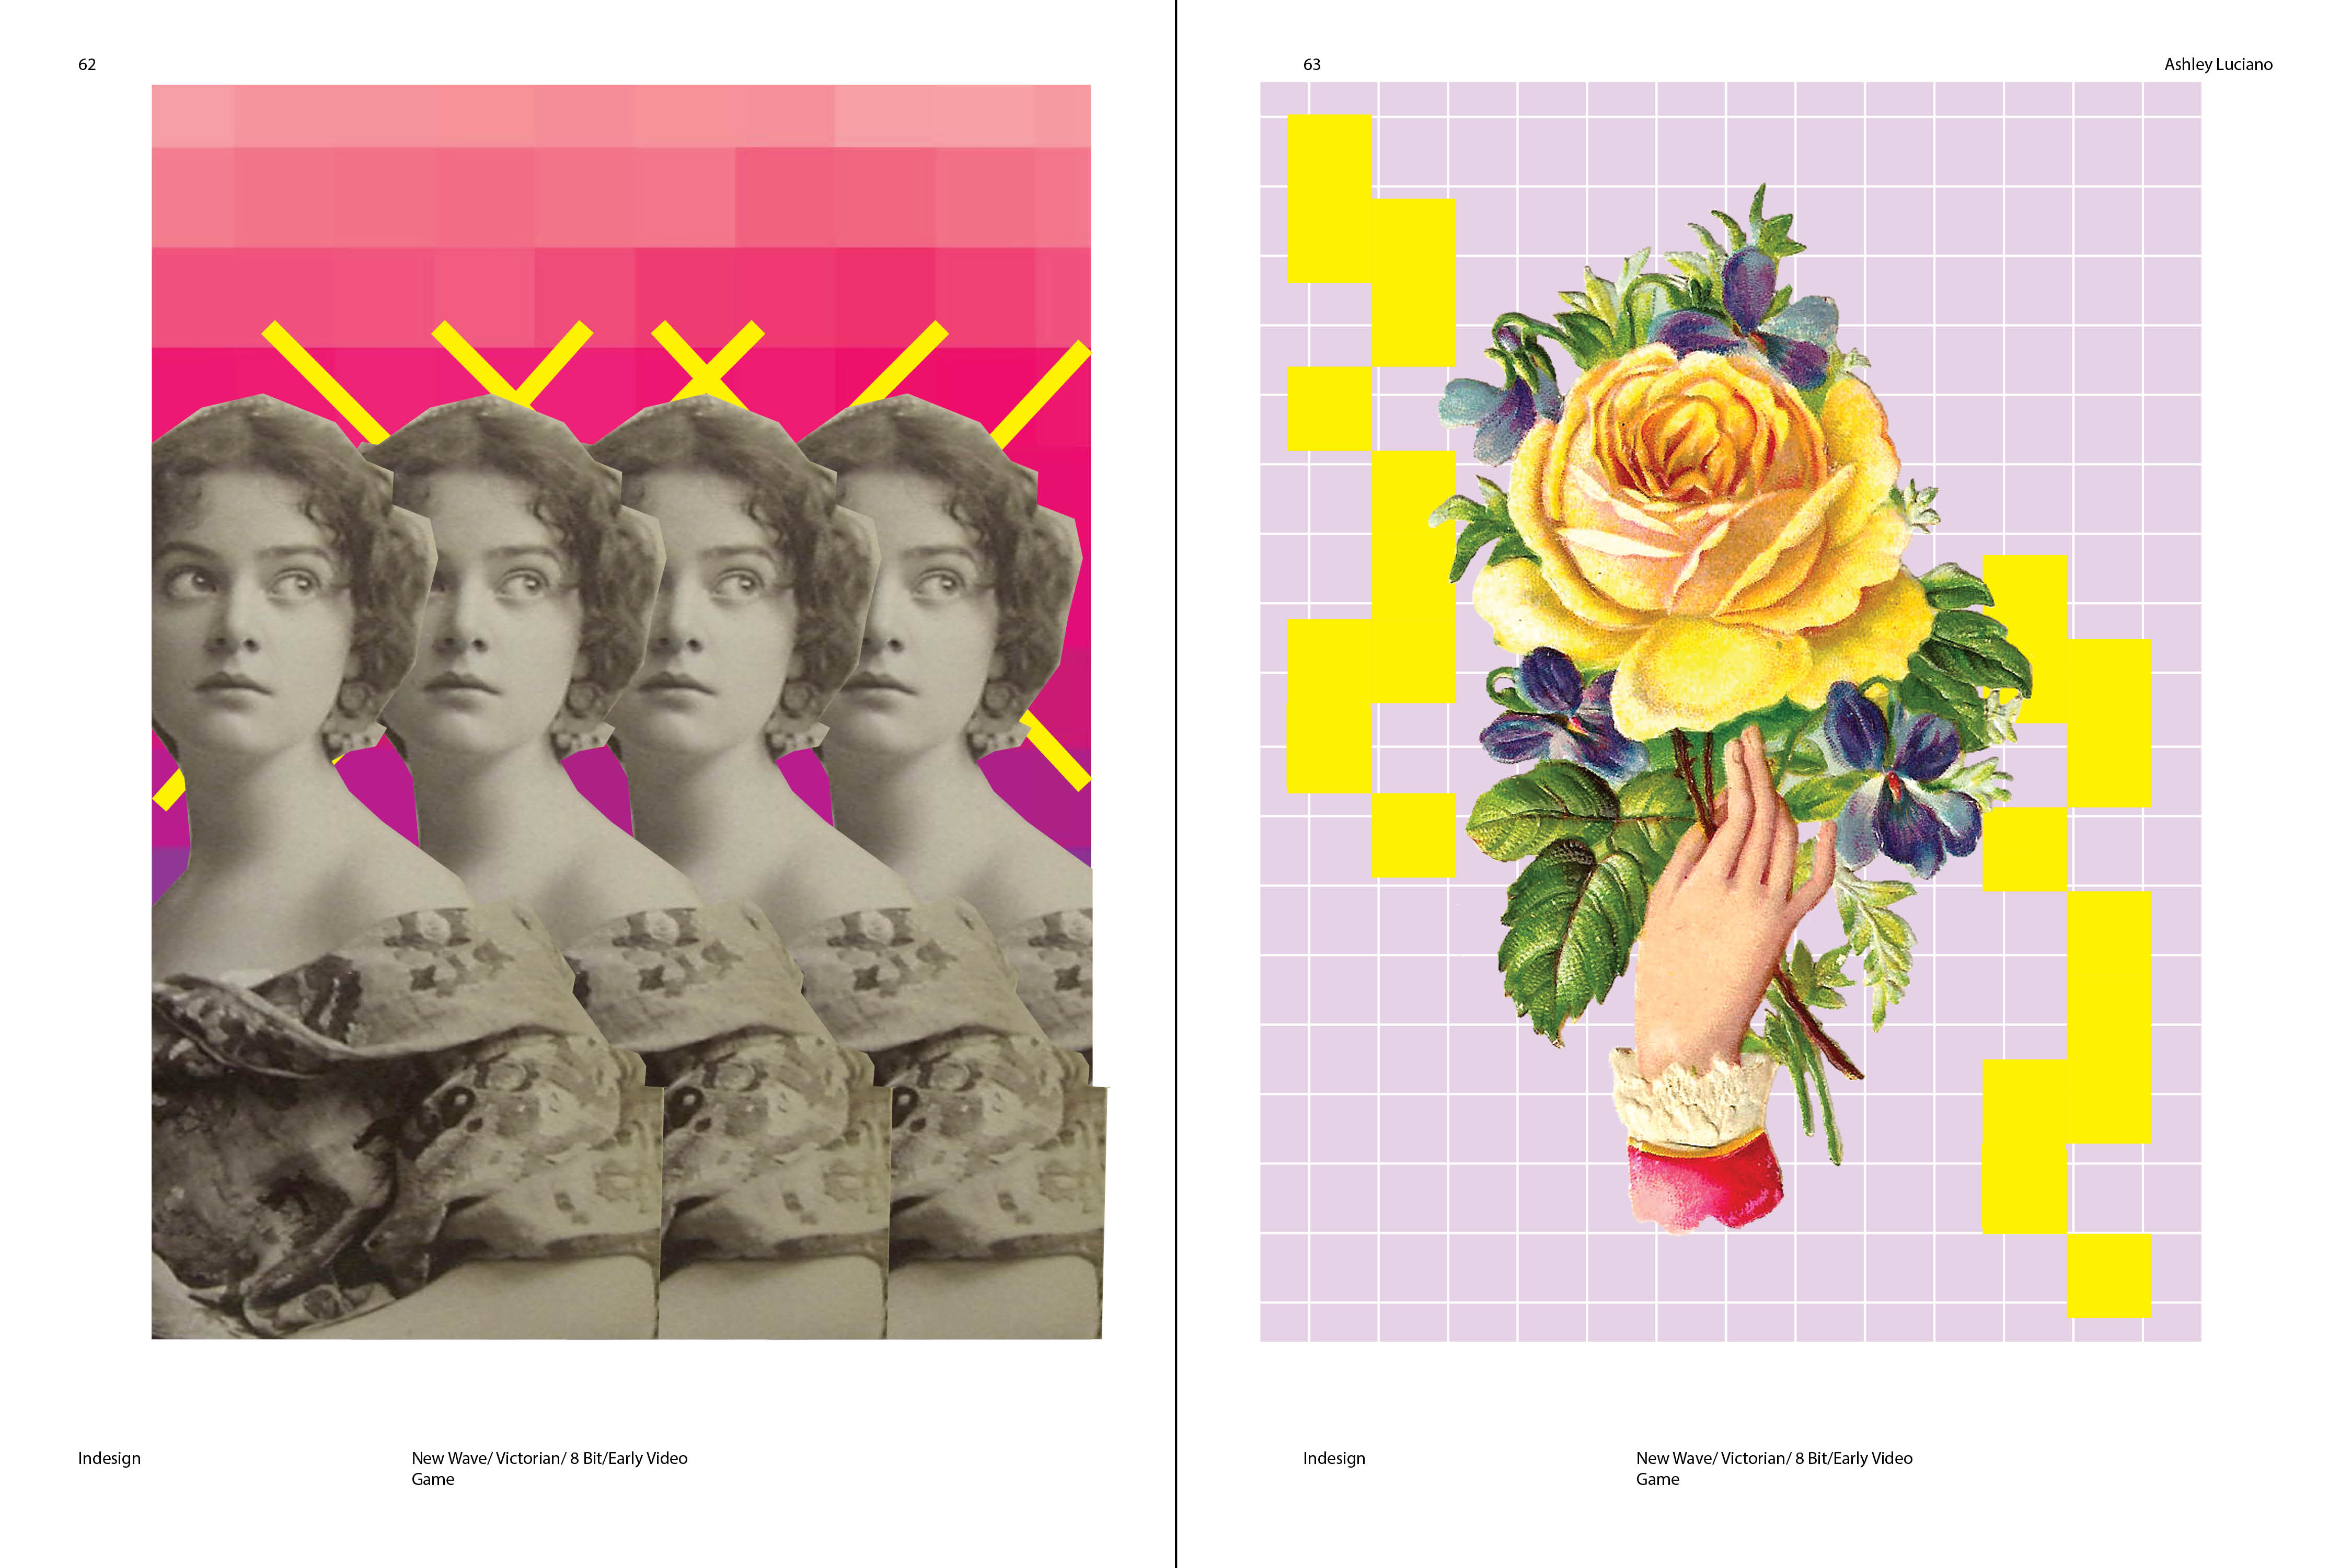 62
Indesign
New Wave/ Victorian/ 8 Bit/Early Video
Game
63
Ashley Luciano
Indesign
New Wave/ Victorian/ 8 Bit/Early Video
Game